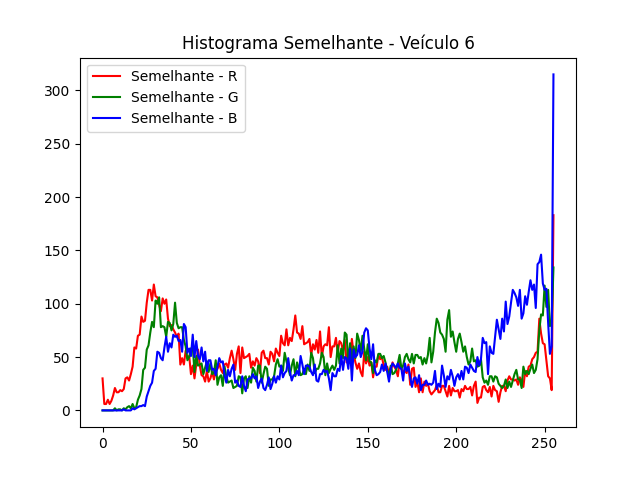 Histograma Semelhante - Veículo 6
Semelhante - R
Semelhante - G
Semelhante - B
300
250
200
150
100
50
0
0 50 100 150 200 250